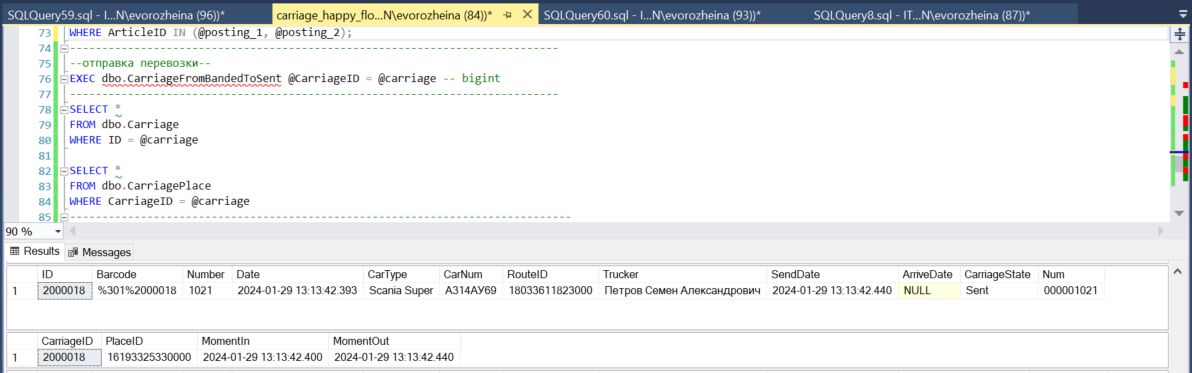 SQLQuery59.sql - I...N\evorozheina (96))* carriage_happy_flo...N\evorozheina (84))* SQLQuery60.sql - I...N\evorozheina (93))* SQLQuery8.sql - IT...N\evorozheina (87))*
73 WHERE ArticleID IN (@posting_1, @posting_2);
74 ---------------------------------------------------------------------------
75 --отправка перевозки--
76 EXEC dbo.CarriageFromBandedToSent @CarriageID = @carriage -- bigint
77 ---------------------------------------------------------------------------
78 SELECT *
79 FROM dbo.Carriage
80 WHERE ID = @carriage
81
82 SELECT *
83 FROM dbo.CarriagePlace
84 WHERE CarriageID = @carriage
85 -----------------------------------------------------------------------------
90 %
Results Messages
ID Barcode Number Date CarType CarNum RouteID Trucker SendDate ArriveDate CarriageState Num
1 2000018 %301%2000018 1021 2024-01-29 13:13:42.393 Scania Super А314АУ69 18033611823000 Петров Семен Александрович 2024-01-29 13:13:42.440 NULL Sent 000001021
CarriageID PlaceID MomentIn MomentOut
1 2000018 16193325330000 2024-01-29 13:13:42.400 2024-01-29 13:13:42.440